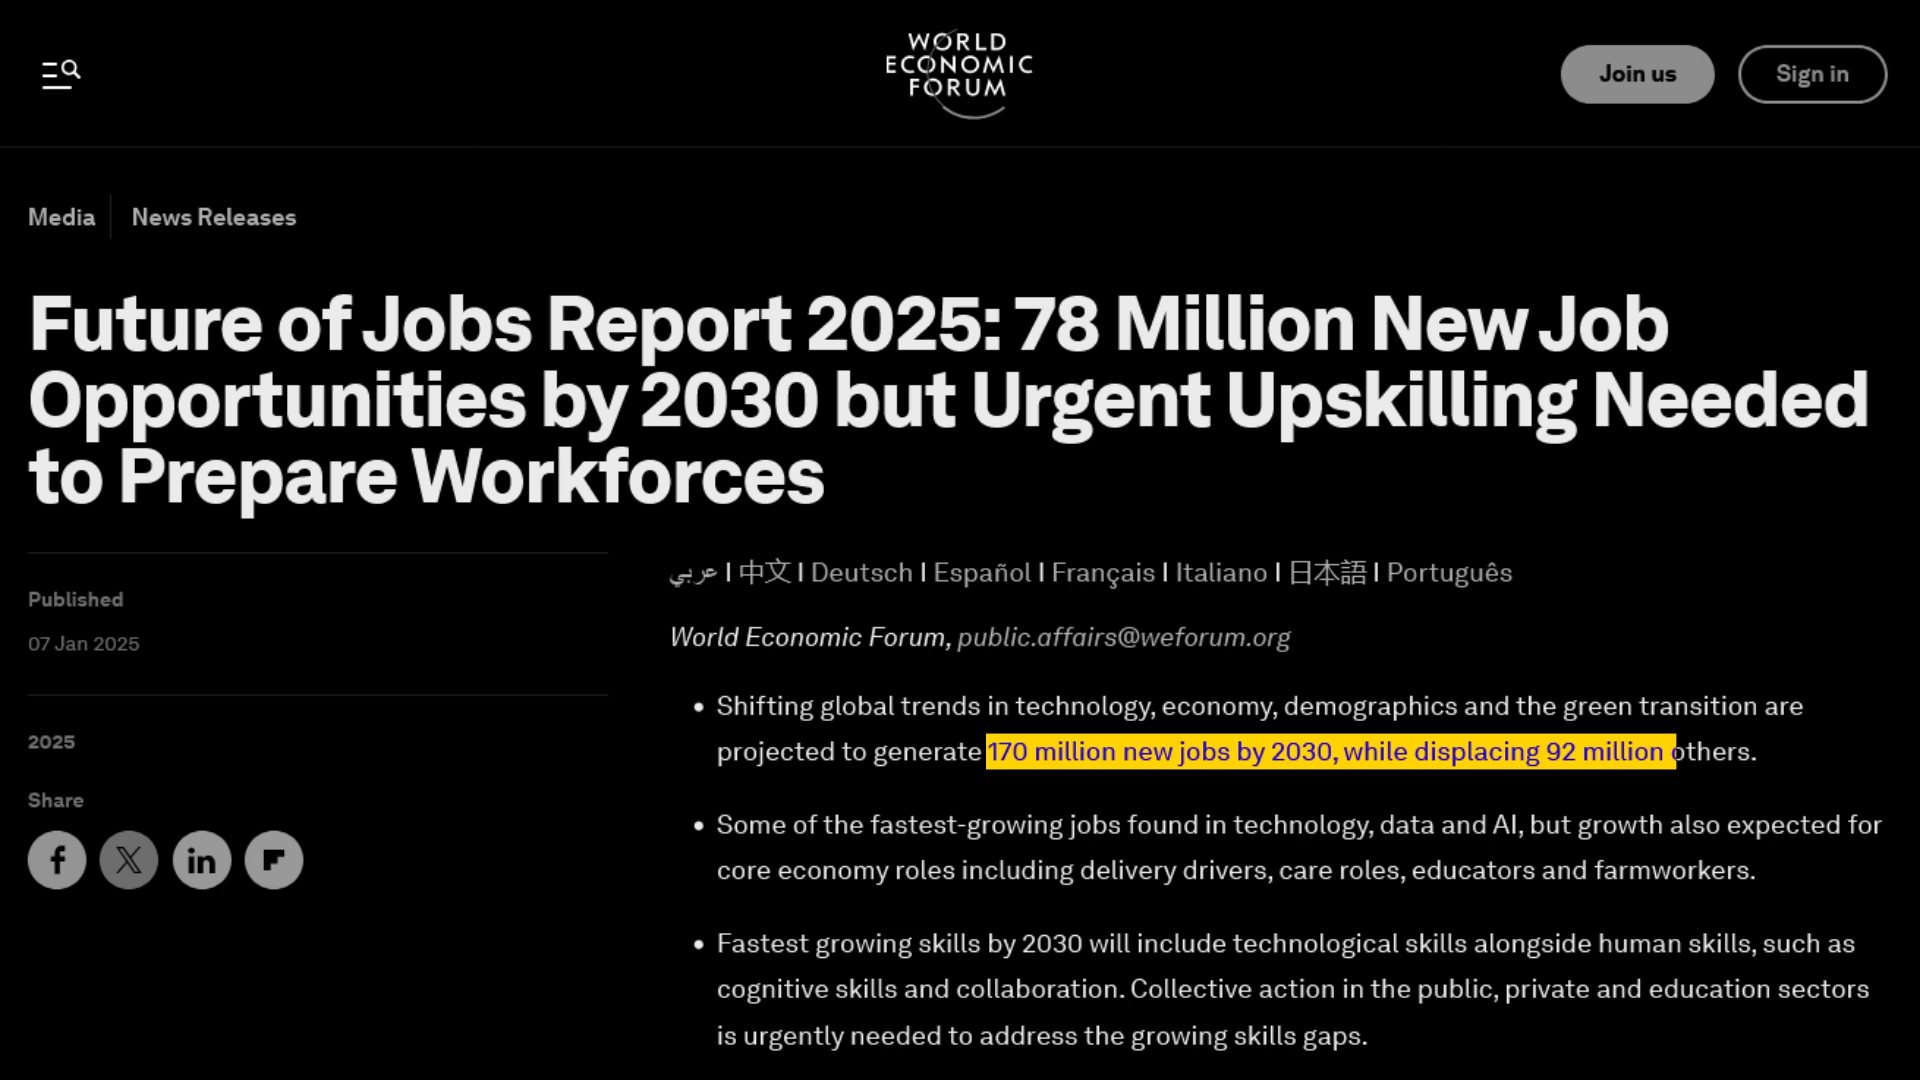 WORLD
ECONOMIC
FORUM
Join us
Sign in
Media
News Releases
Future of Jobs Report 2025: 78 Million New Job
Opportunities by 2030 but Urgent Upskilling Needed
to Prepare Workforces
Published
07 Jan 2025
2025
Share
عربي I 中文 I Deutsch I Español I Français I Italiano I 日本語 I Português
World Economic Forum, public.affairs@weforum.org
• Shifting global trends in technology, economy, demographics and the green transition are
projected to generate 170 million new jobs by 2030, while displacing 92 million others.
• Some of the fastest-growing jobs found in technology, data and AI, but growth also expected for
core economy roles including delivery drivers, care roles, educators and farmworkers.
• Fastest growing skills by 2030 will include technological skills alongside human skills, such as
cognitive skills and collaboration. Collective action in the public, private and education sectors
is urgently needed to address the growing skills gaps.